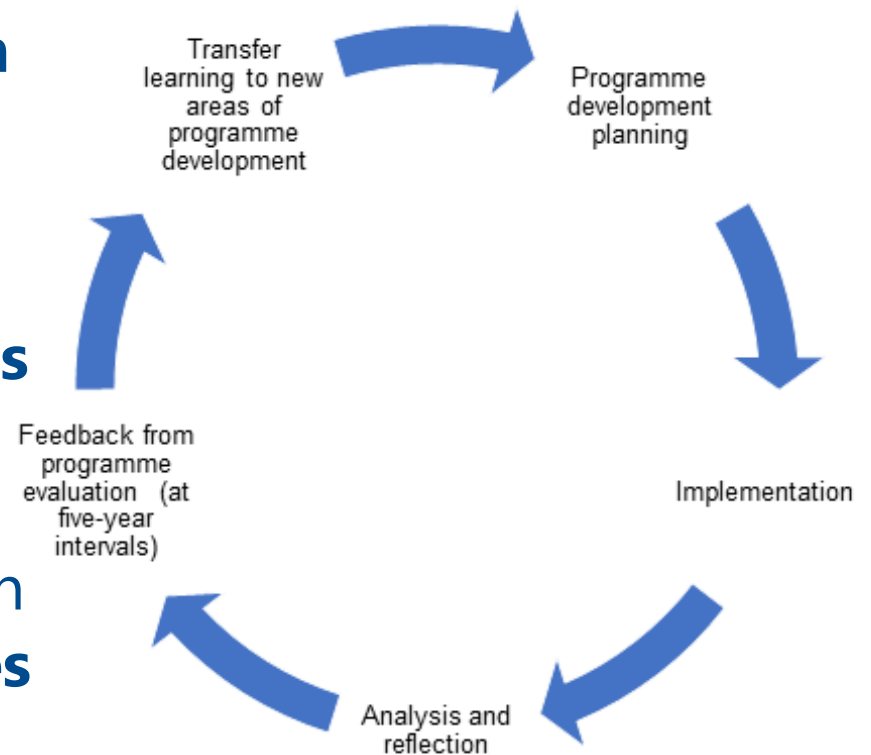 Transfer
learning to new
areas of
programme
development
Programme
development
planning
Implementation
Analysis and
reflection
Feedback from
programme
evaluation (at
five-year
intervals)